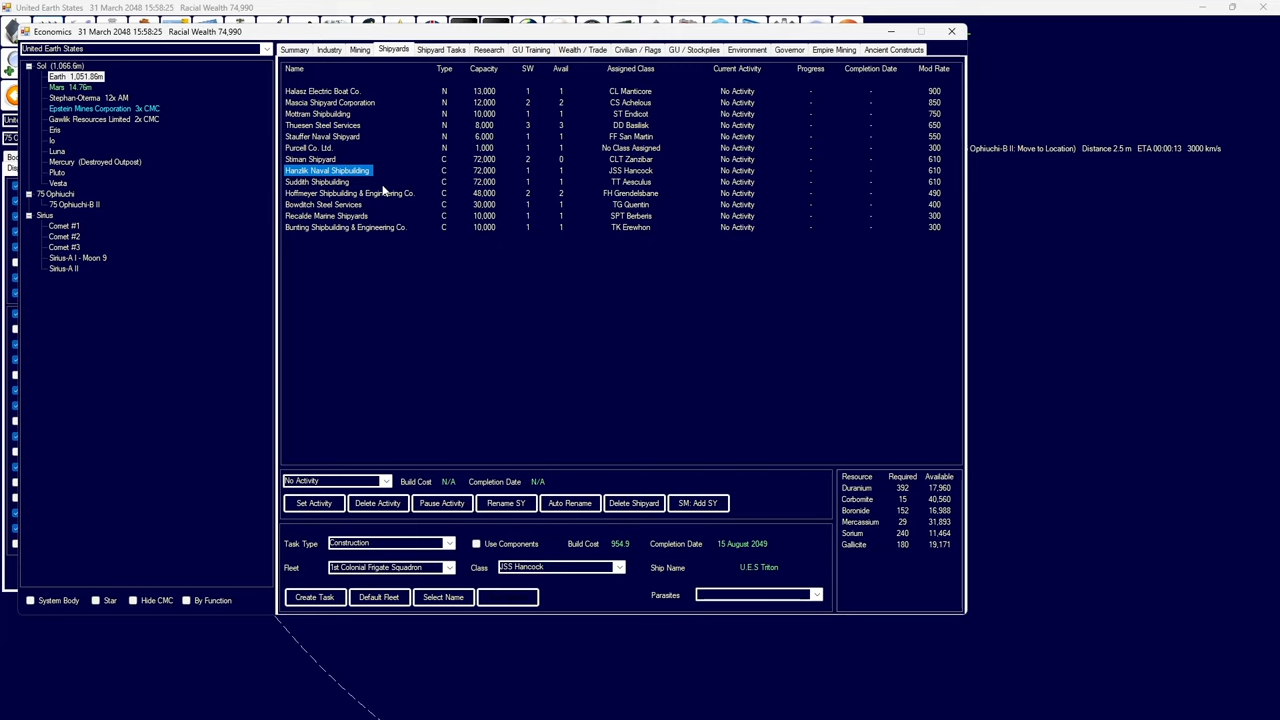 United Earth States   31 March 2048 15:58:25   Racial Wealth 74,990
Economics   31 March 2048 15:58:25   Racial Wealth 74,990
United Earth States
Summary Industry Mining Shipyards Shipyard Tasks Research GU Training Wealth / Trade Civilian / Flags GU / Stockpiles Environment Governor Empire Mining Ancient Constructs
Sol (1,066.6m)
Earth 1,051.86m
Mars 14.76m
Stephan-Oterma 12x AM
Epstein Mines Corporation 3x CMC
Gawlik Resources Limited 2x CMC
Eris
Io
Luna
Mercury (Destroyed Outpost)
Pluto
Vesta
75 Ophiuchi
75 Ophiuchi-B II
Sirius
Comet #1
Comet #2
Comet #3
Sirius-A I - Moon 9
Sirius-A II
System Body Star Hide CMC By Function
Name Type Capacity SW Avail Assigned Class Current Activity Progress Completion Date Mod Rate
Halasz Electric Boat Co. N 13,000 1 1 CL Manticore No Activity - - 900
Mascia Shipyard Corporation N 12,000 2 2 CS Achelous No Activity - - 850
Mottram Shipbuilding N 10,000 1 1 ST Endicot No Activity - - 750
Thuesen Steel Services N 8,000 3 3 DD Basilisk No Activity - - 650
Stauffer Naval Shipyard N 6,000 1 1 FF San Martin No Activity - - 550
Purcell Co. Ltd. N 1,000 1 1 No Class Assigned No Activity - - 300
Stiman Shipyard C 72,000 2 0 CLT Zanzibar No Activity - - 610
Hanzlik Naval Shipbuilding C 72,000 1 1 JSS Hancock No Activity - - 610
Suddith Shipbuilding C 72,000 1 1 TT Aesculus No Activity - - 610
Hoffmeyer Shipbuilding & Engineering Co. C 48,000 2 2 FH Grendelsbane No Activity - - 490
Bowditch Steel Services C 30,000 1 1 TG Quentin No Activity - - 400
Recalde Marine Shipyards C 10,000 1 1 SPT Berberis No Activity - - 300
Bunting Shipbuilding & Engineering Co. C 10,000 1 1 TK Erewhon No Activity - - 300
Ophiuchi-B II: Move to Location)   Distance 2.5 m   ETA 00:00:13   3000 km/s
No Activity Build Cost N/A Completion Date N/A
Set Activity Delete Activity Pause Activity Rename SY Auto Rename Delete Shipyard SM: Add SY
Task Type Construction Use Components Build Cost 954.9 Completion Date 15 August 2049
Fleet 1st Colonial Frigate Squadron Class JSS Hancock Ship Name U.E.S Triton
Create Task Default Fleet Select Name Parasites
Resource Required Available
Duranium 392 17,960
Corbomite 15 40,560
Boronide 152 16,988
Mercassium 29 31,893
Sorium 240 11,464
Gallicite 180 19,171